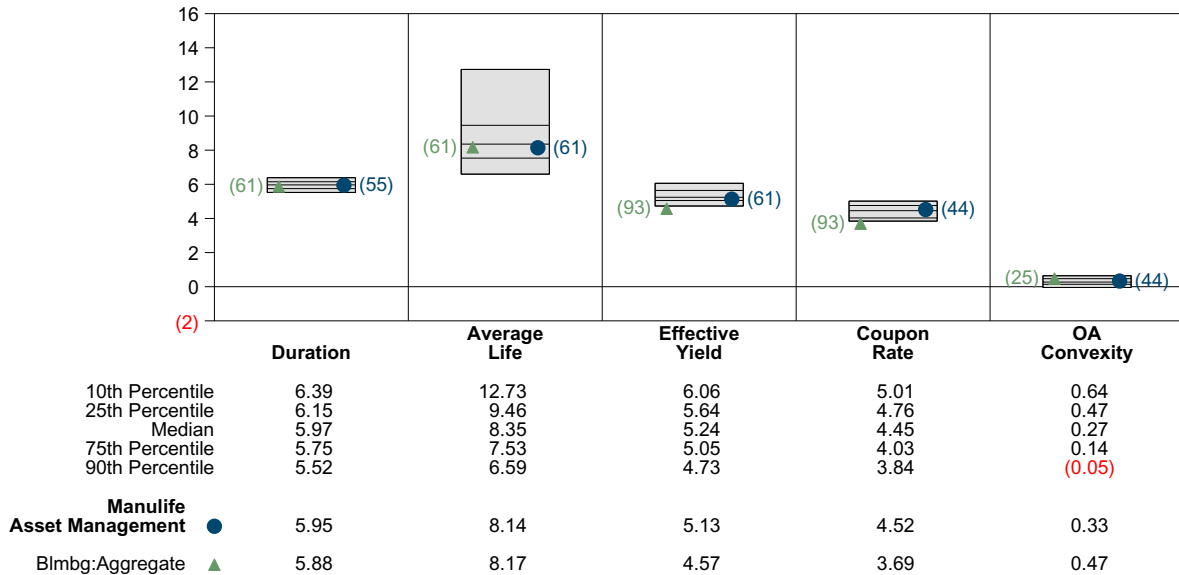 16
14
12
10
8
6
4
2
0
(2)
(61) (55)
(61) (61)
(93) (61)
(93) (44)
(25) (44)
Duration Average Life Effective Yield Coupon Rate OA Convexity
10th Percentile 6.39 12.73 6.06 5.01 0.64
25th Percentile 6.15 9.46 5.64 4.76 0.47
Median 5.97 8.35 5.24 4.45 0.27
75th Percentile 5.75 7.53 5.05 4.03 0.14
90th Percentile 5.52 6.59 4.73 3.84 (0.05)
Manulife
Asset Management 5.95 8.14 5.13 4.52 0.33
Blmbg:Aggregate 5.88 8.17 4.57 3.69 0.47